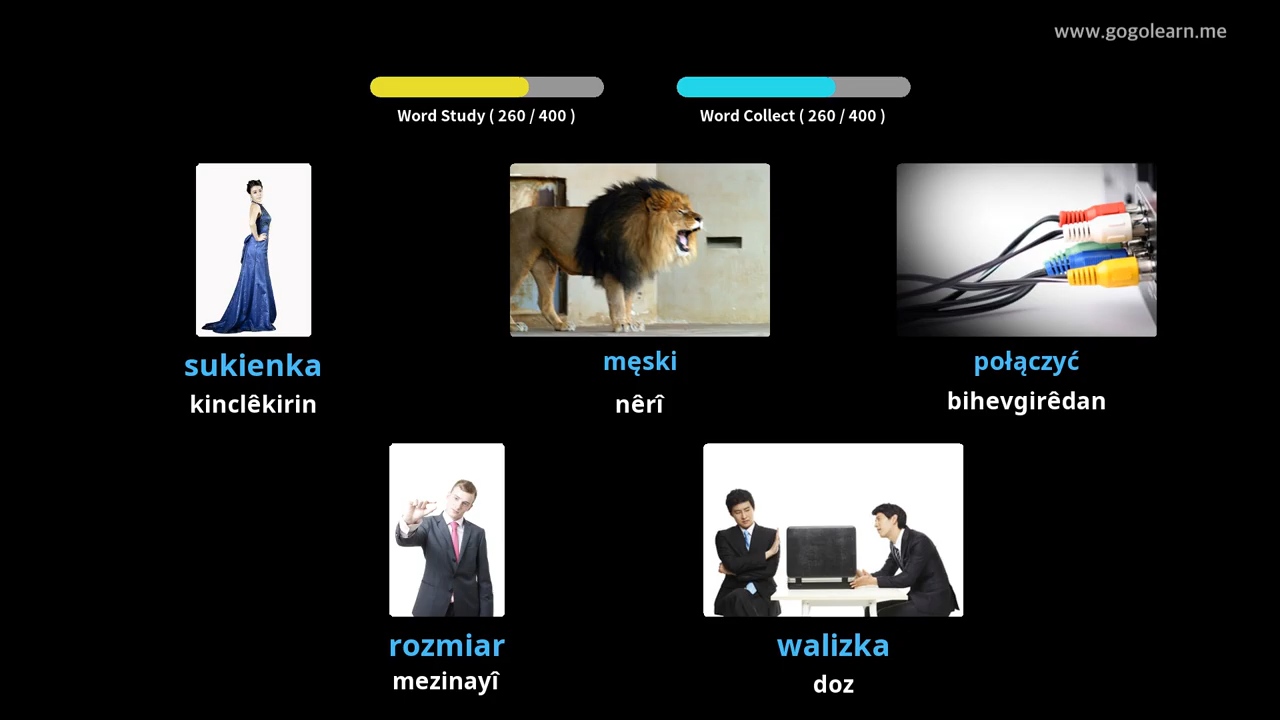 www.gogolearn.me
Word Study ( 260 / 400 )
Word Collect ( 260 / 400 )
sukienka
kinclêkirin
męski
nêrî
połączyć
bihevgirêdan
rozmiar
mezinayî
walizka
doz